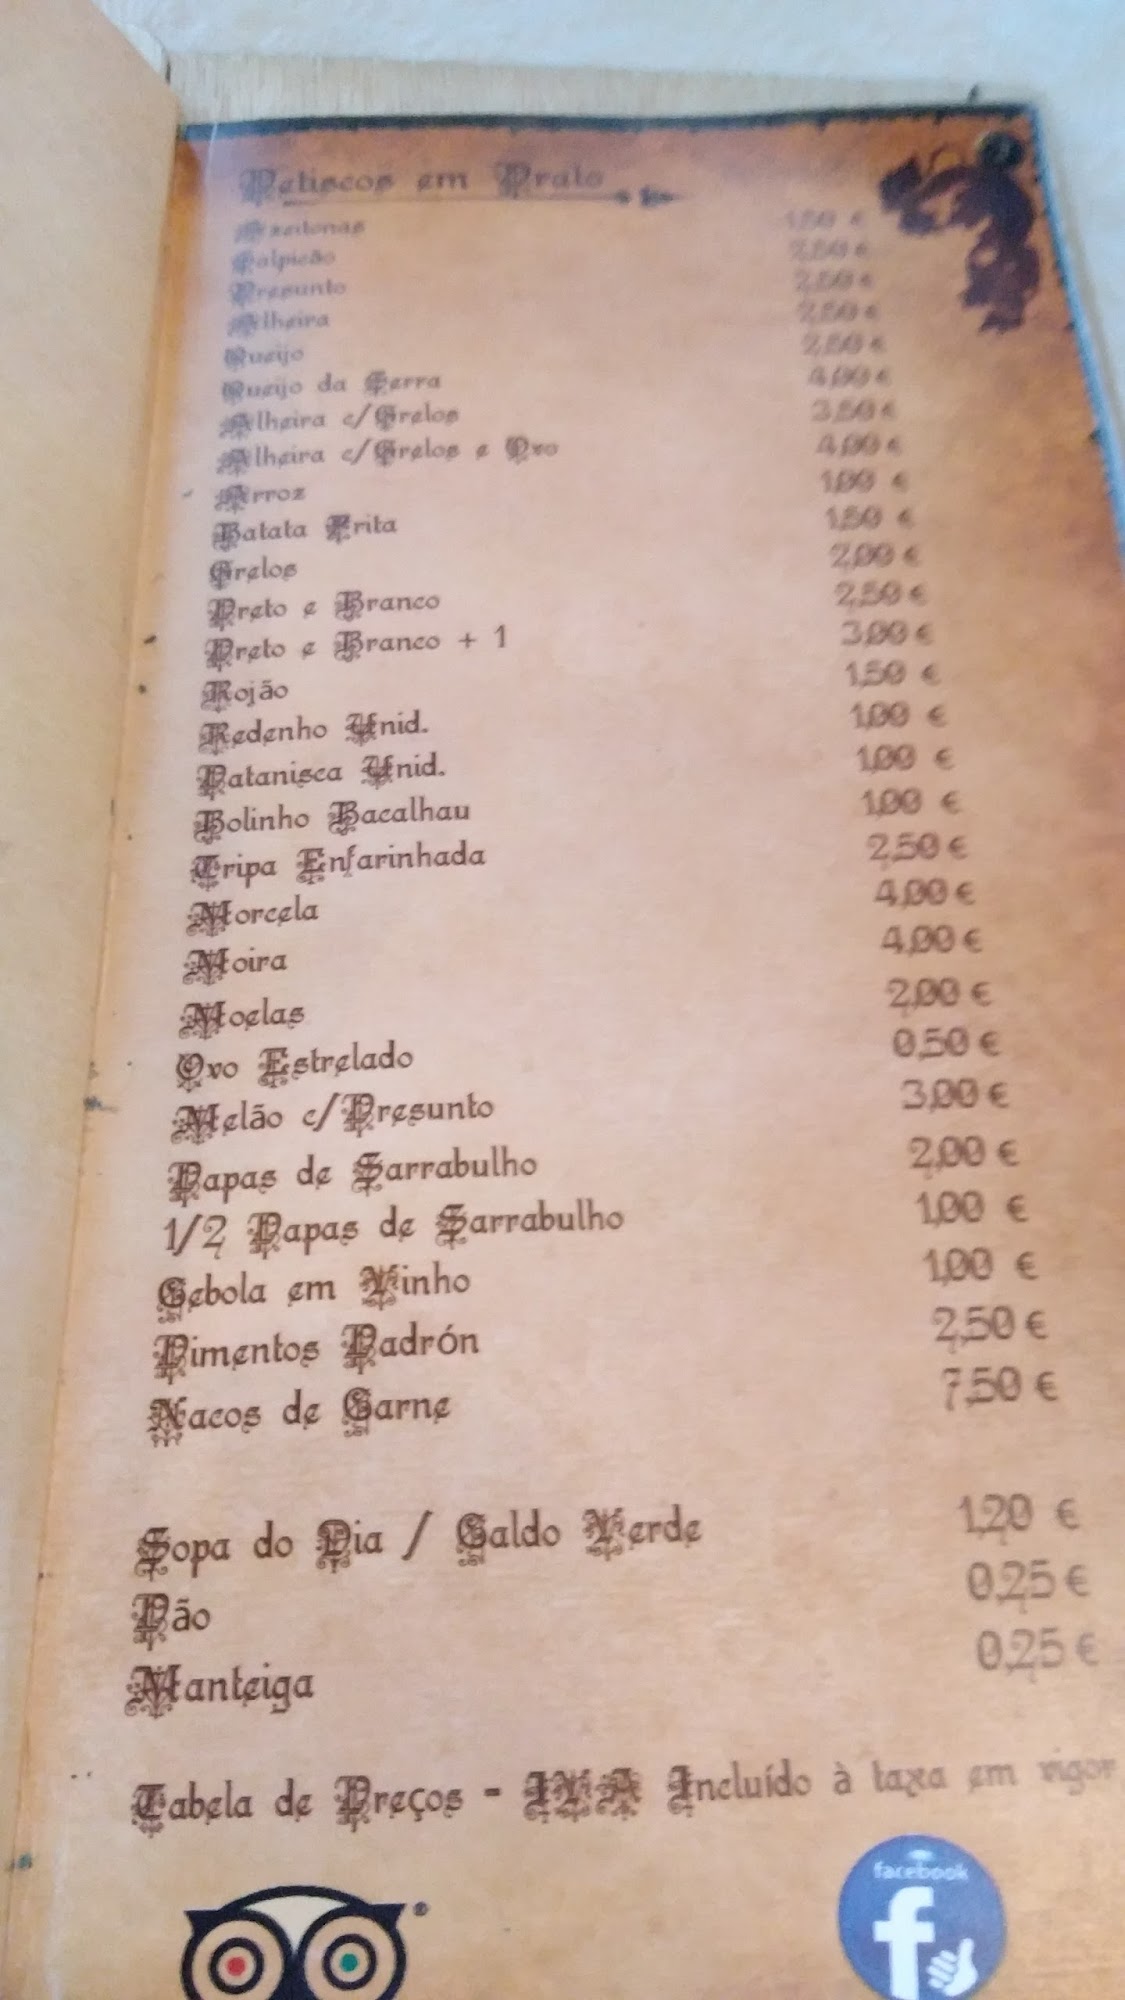 Petiscos em Prato
Azeitonas 1,50 €
Salpicão 2,50 €
Presunto 2,50 €
Alheira 2,50 €
Queijo 2,50 €
Queijo da Serra 4,00 €
Alheira c/Grelos 3,50 €
Alheira c/Grelos e Ovo 4,00 €
Arroz 1,00 €
Batata Frita 1,50 €
Grelos 2,00 €
Preto e Branco 2,50 €
Preto e Branco + 1 3,00 €
Rojão 1,50 €
Redenho Unid. 1,00 €
Patanisca Unid. 1,00 €
Bolinho Bacalhau 1,00 €
Tripa Enfarinhada 2,50 €
Morcela 4,00 €
Moira 4,00 €
Moelas 2,00 €
Ovo Estrelado 0,50 €
Melão c/Presunto 3,00 €
Papas de Sarrabulho 2,00 €
1/2 Papas de Sarrabulho 1,00 €
Cebola em Vinho 1,00 €
Pimentos Padrón 2,50 €
Nacos de Carne 7,50 €
Sopa do Dia / Caldo Verde 1,20 €
Pão 0,25 €
Manteiga 0,25 €
Tabela de Preços - IVA Incluído à taxa em vigor
facebook
f